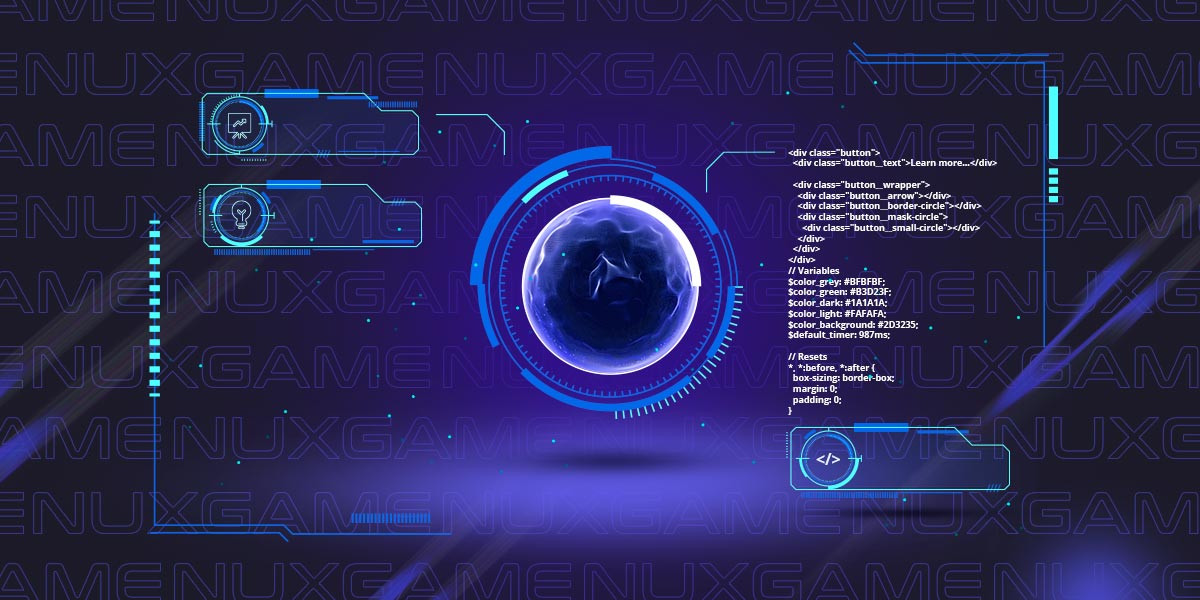 GAMENUXGAMENUXGAMENUXG
<div class="button">
<div class="button__text">Learn more...</div>
<div class="button__wrapper">
<div class="button__arrow"></div>
<div class="button__border-circle"></div>
<div class="button__mask-circle">
<div class="button__small-circle"></div>
</div>
</div>
</div>
// Variables
$color_grey: #BFBFBF;
$color_green: #B3D23F;
$color_dark: #1A1A1A;
$color_light: #FAFAFA;
$color_background: #2D3235;
$default_timer: 987ms;
// Resets
*, *:before, *:after {
box-sizing: border-box;
margin: 0;
padding: 0;
}
</>